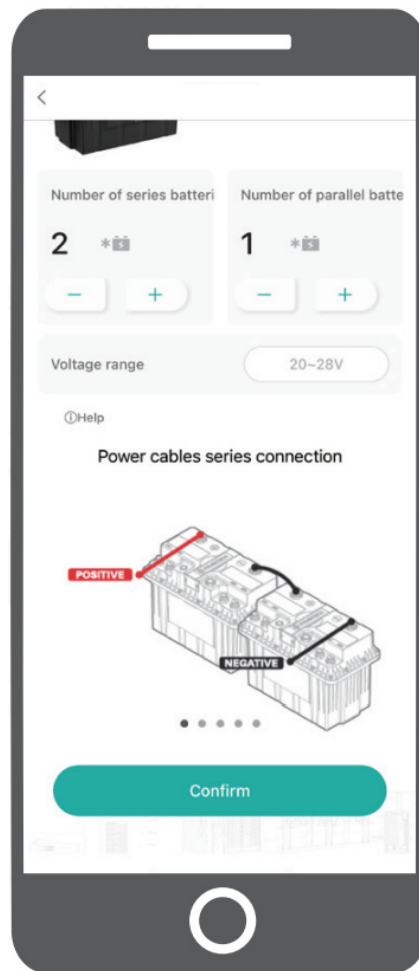 Number of series batteri
Number of parallel batte
2 *
1 *
− +
− +
Voltage range 20~28V
ⓘHelp
Power cables series connection
POSITIVE
NEGATIVE
Confirm